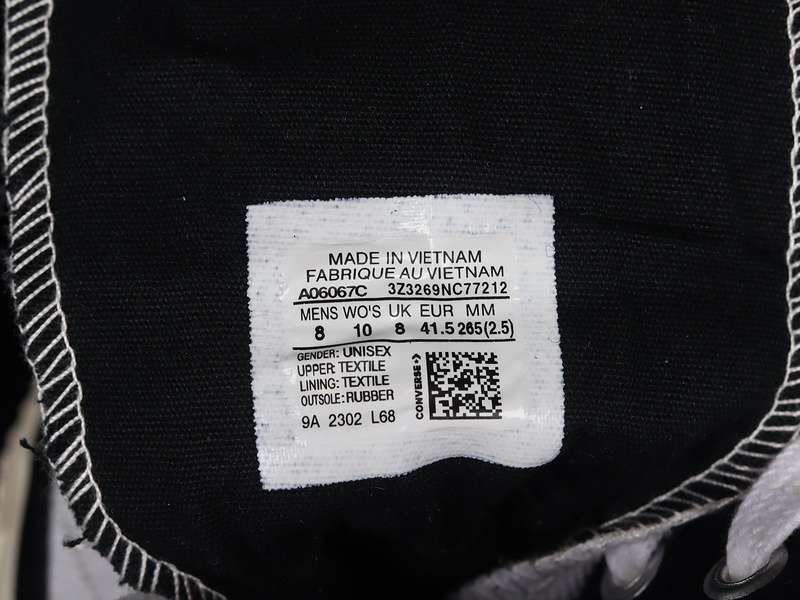 MADE IN VIETNAM
FABRIQUE AU VIETNAM
A06067C 3Z3269NC77212
MENS WO'S UK EUR MM
8 10 8 41.5 265(2.5)
GENDER: UNISEX
UPPER: TEXTILE
LINING: TEXTILE
OUTSOLE: RUBBER
9A 2302 L68
CONVERSE